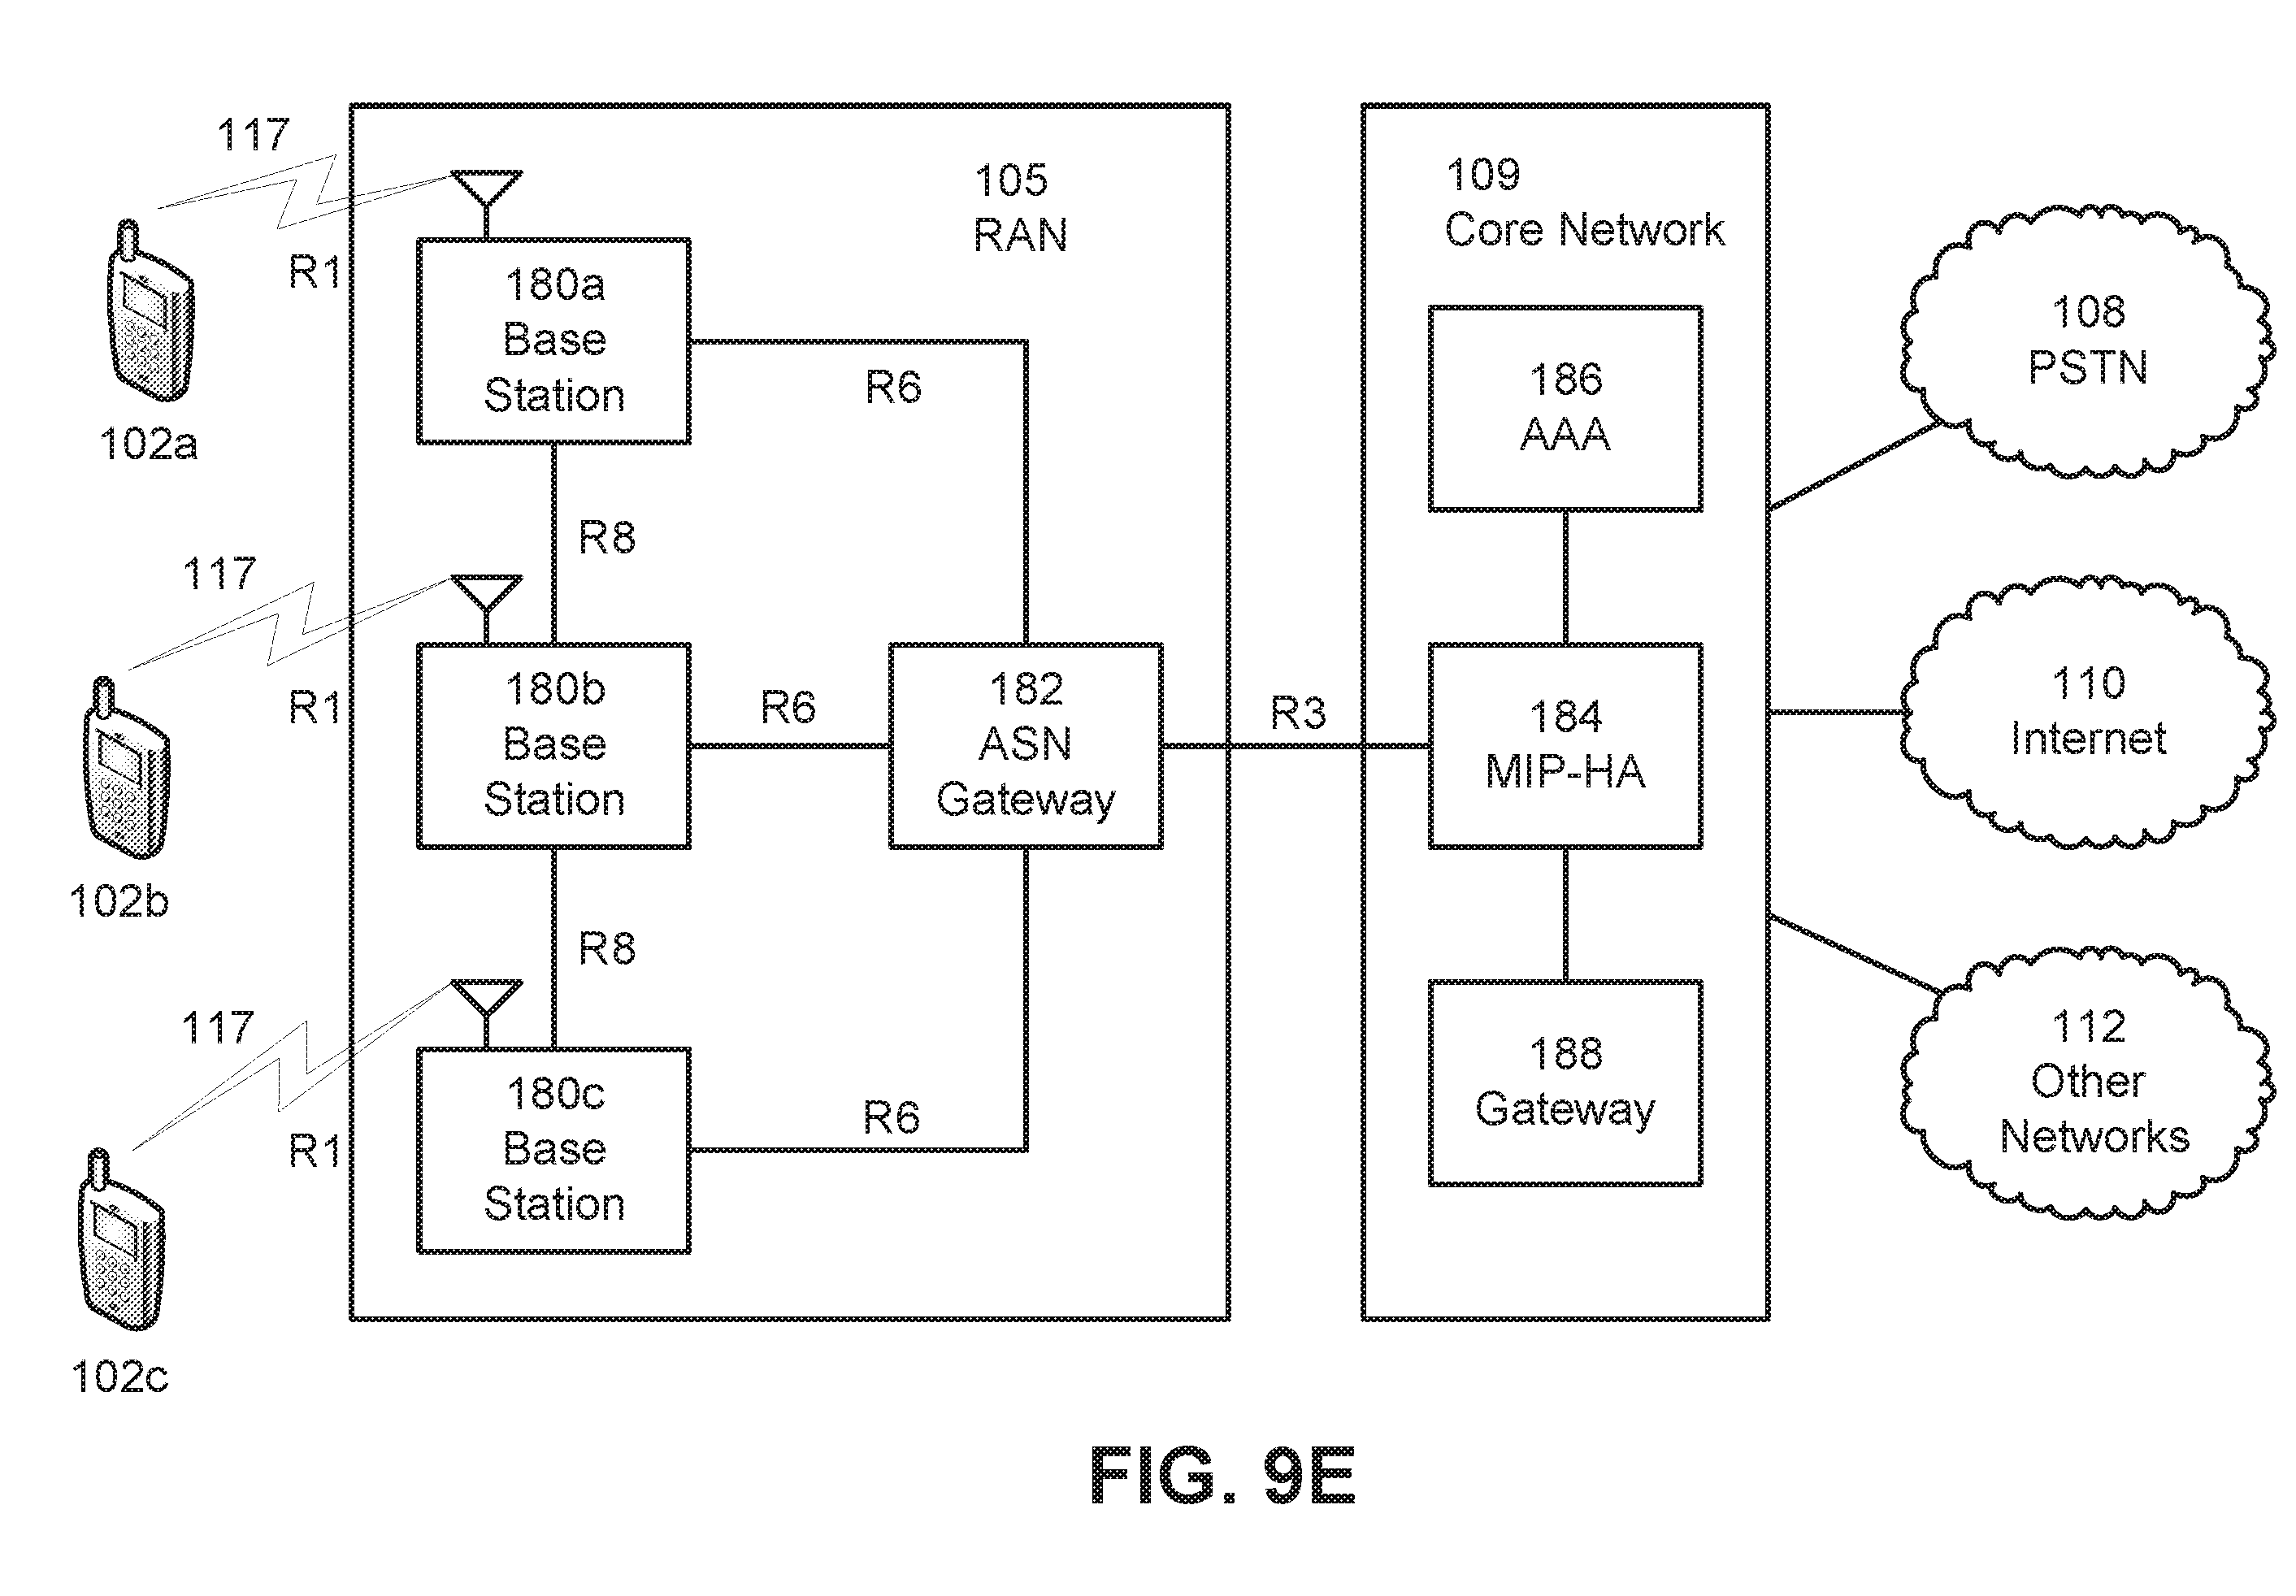 117
R1
102a
117
R1
102b
117
R1
102c
105
RAN
180a
Base
Station
R6
R8
180b
Base
Station
R6
182
ASN
Gateway
R8
180c
Base
Station
R6
R3
109
Core Network
186
AAA
184
MIP-HA
188
Gateway
108
PSTN
110
Internet
112
Other
Networks
FIG. 9E